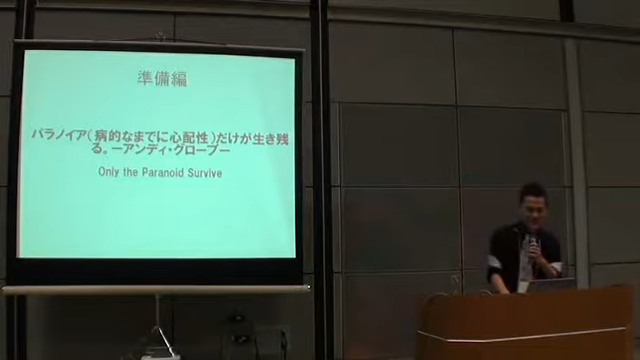 準備編
パラノイア(病的なまでに心配性)だけが生き残
る。ーアンディ・グローブー
Only the Paranoid Survive